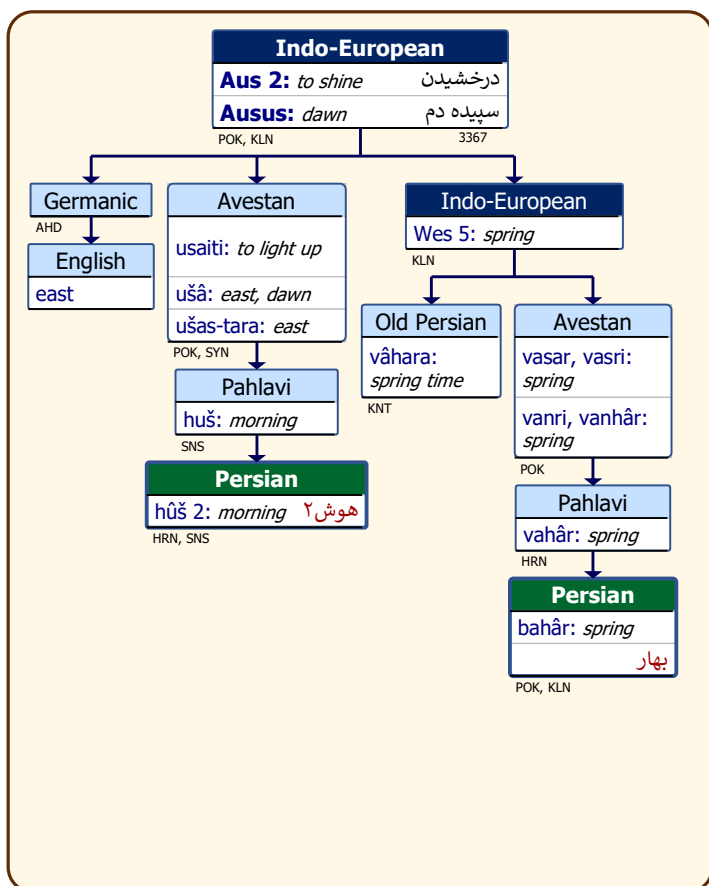 Indo-European
Aus 2: to shine درخشیدن
Ausus: dawn سپیده دم
POK, KLN 3367
Germanic
AHD
English
east
Avestan
usaiti: to light up
ušâ: east, dawn
ušas-tara: east
POK, SYN
Pahlavi
huš: morning
SNS
Persian
hûš 2: morning هوش۲
HRN, SNS
Indo-European
Wes 5: spring
KLN
Old Persian
vâhara:
spring time
KNT
Avestan
vasar, vasri:
spring
vanri, vanhâr:
spring
POK
Pahlavi
vahâr: spring
HRN
Persian
bahâr: spring
بهار
POK, KLN